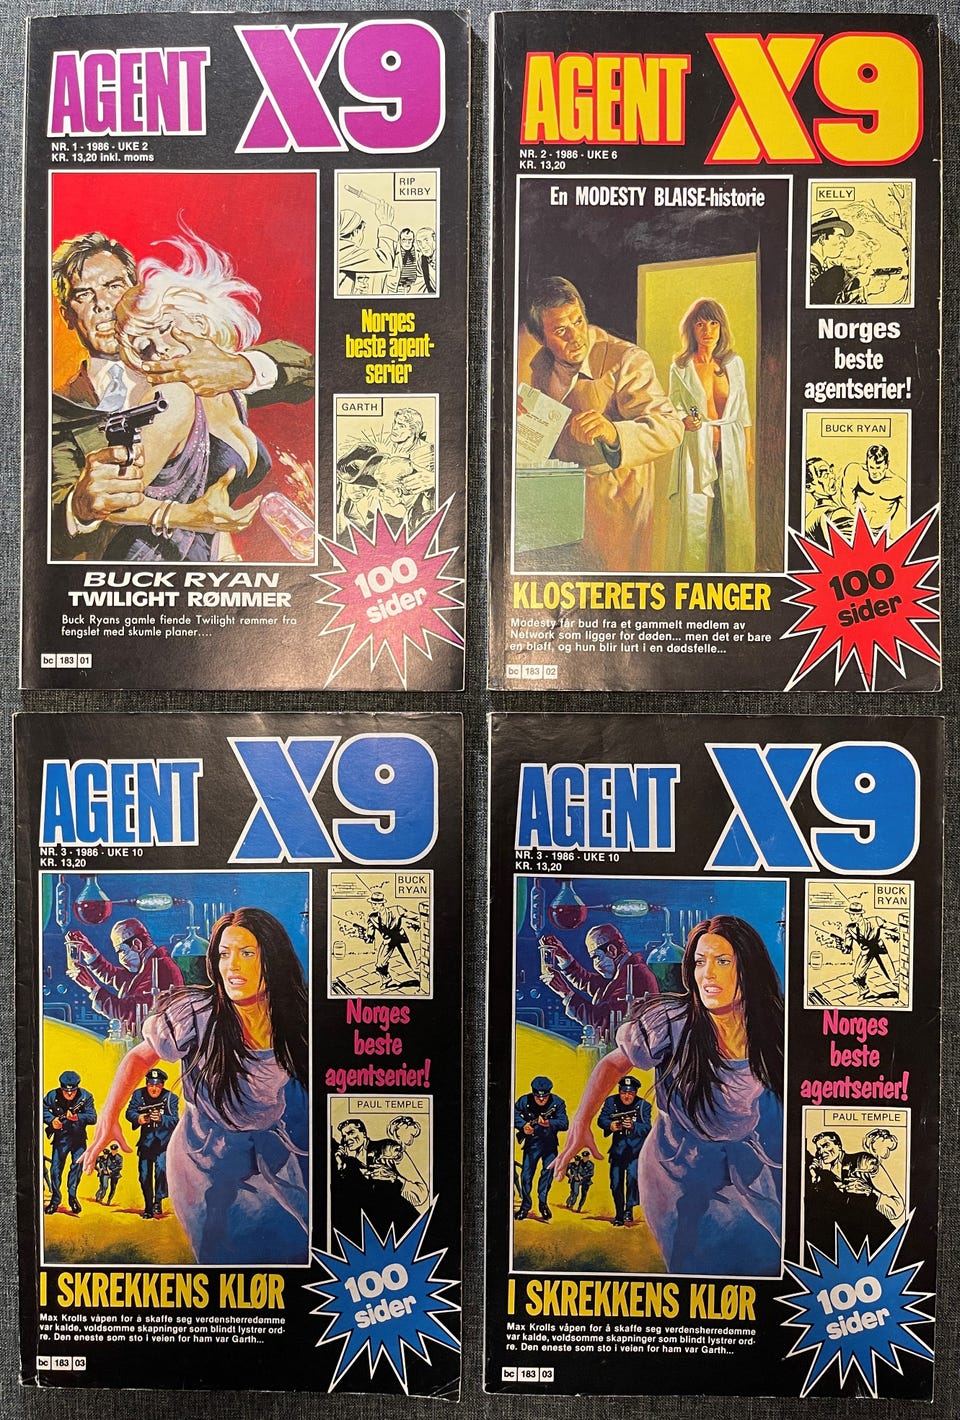 AGENT X9
NR. 1 - 1986 - UKE 2
KR. 13,20 inkl. moms
RIP
KIRBY
Norges
beste agent-
serier
GARTH
100
sider
BUCK RYAN
TWILIGHT RØMMER
Buck Ryans gamle fiende Twilight rømmer fra
fengslet med skumle planer....
bc 183 01
AGENT X9
NR. 2 - 1986 - UKE 6
KR. 13,20
En MODESTY BLAISE-historie
KELLY
Norges
beste
agentserier!
BUCK RYAN
100
sider
KLOSTERETS FANGER
Modesty får bud fra et gammelt medlem av
Network som ligger for døden... men det er bare
en bløff, og hun blir lurt i en dødsfelle...
bc 183 02
AGENT X9
NR. 3 - 1986 - UKE 10
KR. 13,20
BUCK
RYAN
Norges
beste
agentserier!
PAUL TEMPLE
100
sider
I SKREKKENS KLØR
Max Krolls våpen for å skaffe seg verdensherredømme
var kalde, voldsomme skapninger som blindt lystrer ord-
re. Den eneste som sto i veien for ham var Garth...
bc 183 03
AGENT X9
NR. 3 - 1986 - UKE 10
KR. 13,20
BUCK
RYAN
Norges
beste
agentserier!
PAUL TEMPLE
100
sider
I SKREKKENS KLØR
Max Krolls våpen for å skaffe seg verdensherredømme
var kalde, voldsomme skapninger som blindt lystrer ord-
re. Den eneste som sto i veien for ham var Garth...
bc 183 03